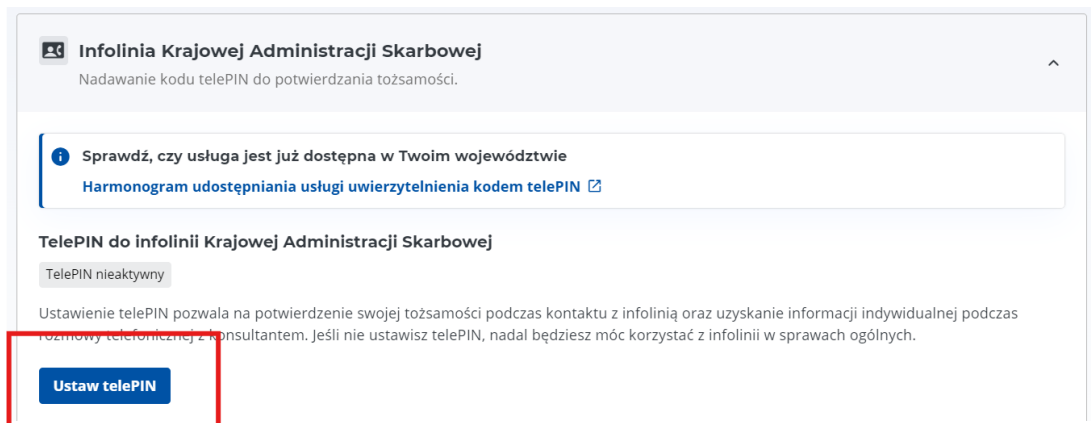 Infolinia Krajowej Administracji Skarbowej
Nadawanie kodu telePIN do potwierdzania tożsamości.
Sprawdź, czy usługa jest już dostępna w Twoim województwie
Harmonogram udostępniania usługi uwierzytelnienia kodem telePIN
TelePIN do infolinii Krajowej Administracji Skarbowej
TelePIN nieaktywny
Ustawienie telePIN pozwala na potwierdzenie swojej tożsamości podczas kontaktu z infolinią oraz uzyskanie informacji indywidualnej podczas
rozmowy telefonicznej z konsultantem. Jeśli nie ustawisz telePIN, nadal będziesz móc korzystać z infolinii w sprawach ogólnych.
Ustaw telePIN